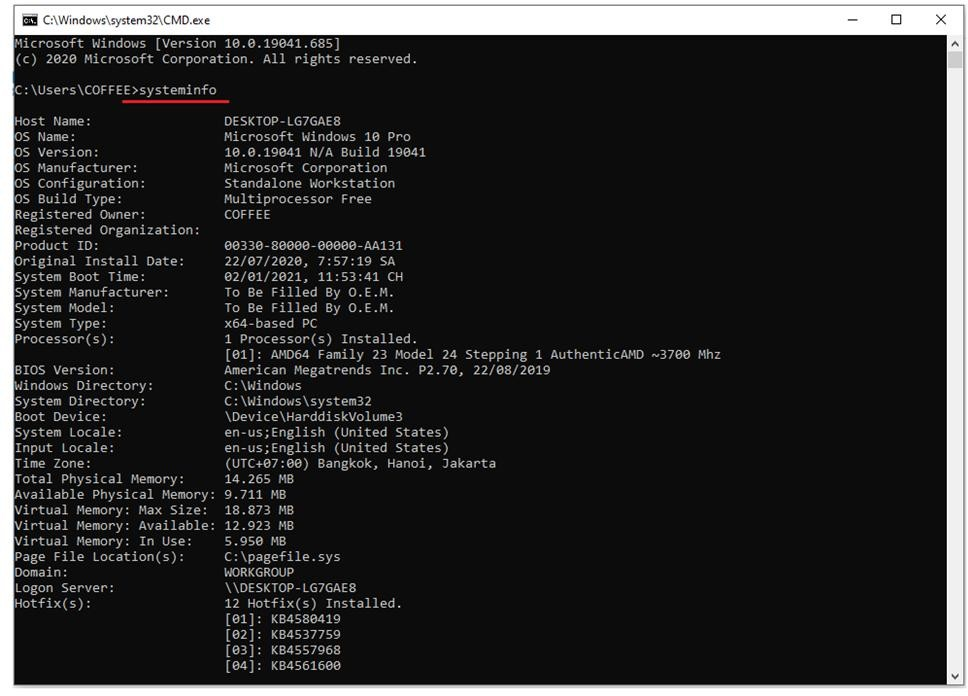 C:\Windows\system32\CMD.exe
Microsoft Windows [Version 10.0.19041.685]
(c) 2020 Microsoft Corporation. All rights reserved.
C:\Users\COFFEE>systeminfo
Host Name: DESKTOP-LG7GAE8
OS Name: Microsoft Windows 10 Pro
OS Version: 10.0.19041 N/A Build 19041
OS Manufacturer: Microsoft Corporation
OS Configuration: Standalone Workstation
OS Build Type: Multiprocessor Free
Registered Owner: COFFEE
Registered Organization:
Product ID: 00330-80000-00000-AA131
Original Install Date: 22/07/2020, 7:57:19 SA
System Boot Time: 02/01/2021, 11:53:41 CH
System Manufacturer: To Be Filled By O.E.M.
System Model: To Be Filled By O.E.M.
System Type: x64-based PC
Processor(s): 1 Processor(s) Installed.
[01]: AMD64 Family 23 Model 24 Stepping 1 AuthenticAMD ~3700 Mhz
BIOS Version: American Megatrends Inc. P2.70, 22/08/2019
Windows Directory: C:\Windows
System Directory: C:\Windows\system32
Boot Device: \Device\HarddiskVolume3
System Locale: en-us;English (United States)
Input Locale: en-us;English (United States)
Time Zone: (UTC+07:00) Bangkok, Hanoi, Jakarta
Total Physical Memory: 14.265 MB
Available Physical Memory: 9.711 MB
Virtual Memory: Max Size: 18.873 MB
Virtual Memory: Available: 12.923 MB
Virtual Memory: In Use: 5.950 MB
Page File Location(s): C:\pagefile.sys
Domain: WORKGROUP
Logon Server: \\DESKTOP-LG7GAE8
Hotfix(s): 12 Hotfix(s) Installed.
[01]: KB4580419
[02]: KB4537759
[03]: KB4557968
[04]: KB4561600